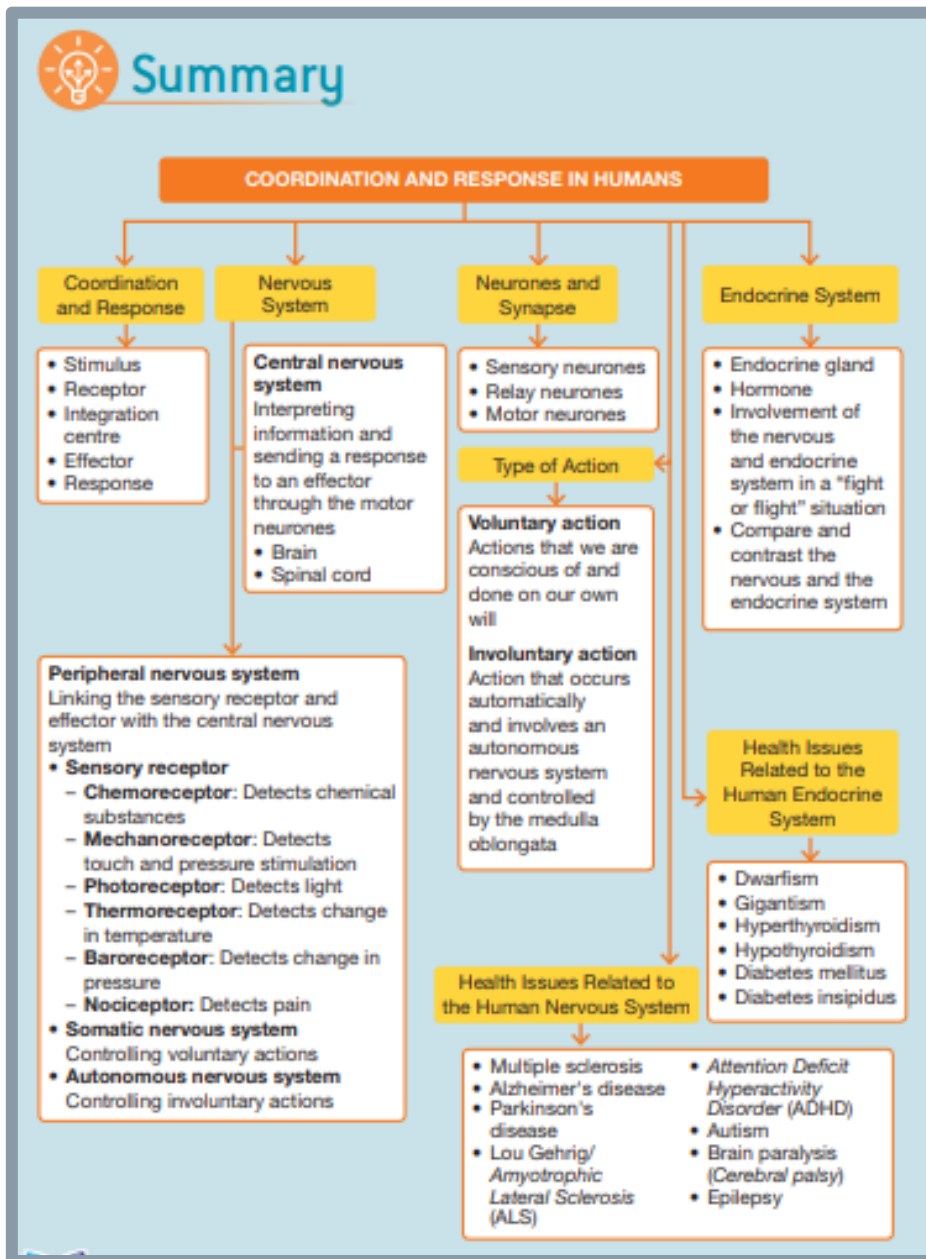 Summary
COORDINATION AND RESPONSE IN HUMANS
Coordination
and Response
• Stimulus
• Receptor
• Integration
centre
• Effector
• Response
Nervous
System
Central nervous
system
Interpreting
information and
sending a response
to an effector
through the motor
neurones
• Brain
• Spinal cord
Peripheral nervous system
Linking the sensory receptor and
effector with the central nervous
system
• Sensory receptor
– Chemoreceptor: Detects chemical
substances
– Mechanoreceptor: Detects
touch and pressure stimulation
– Photoreceptor: Detects light
– Thermoreceptor: Detects change
in temperature
– Baroreceptor: Detects change in
pressure
– Nociceptor: Detects pain
• Somatic nervous system
Controlling voluntary actions
• Autonomous nervous system
Controlling involuntary actions
Neurones and
Synapse
• Sensory neurones
• Relay neurones
• Motor neurones
Type of Action
Voluntary action
Actions that we are
conscious of and
done on our own
will
Involuntary action
Action that occurs
automatically
and involves an
autonomous
nervous system
and controlled
by the medulla
oblongata
Endocrine System
• Endocrine gland
• Hormone
• Involvement of
the nervous
and endocrine
system in a "fight
or flight" situation
• Compare and
contrast the
nervous and the
endocrine system
Health Issues
Related to the
Human Endocrine
System
• Dwarfism
• Gigantism
• Hyperthyroidism
• Hypothyroidism
• Diabetes mellitus
• Diabetes insipidus
Health Issues Related to
the Human Nervous System
• Multiple sclerosis
• Alzheimer's disease
• Parkinson's
disease
• Lou Gehrig/
Amyotrophic
Lateral Sclerosis
(ALS)
• Attention Deficit
Hyperactivity
Disorder (ADHD)
• Autism
• Brain paralysis
(Cerebral palsy)
• Epilepsy